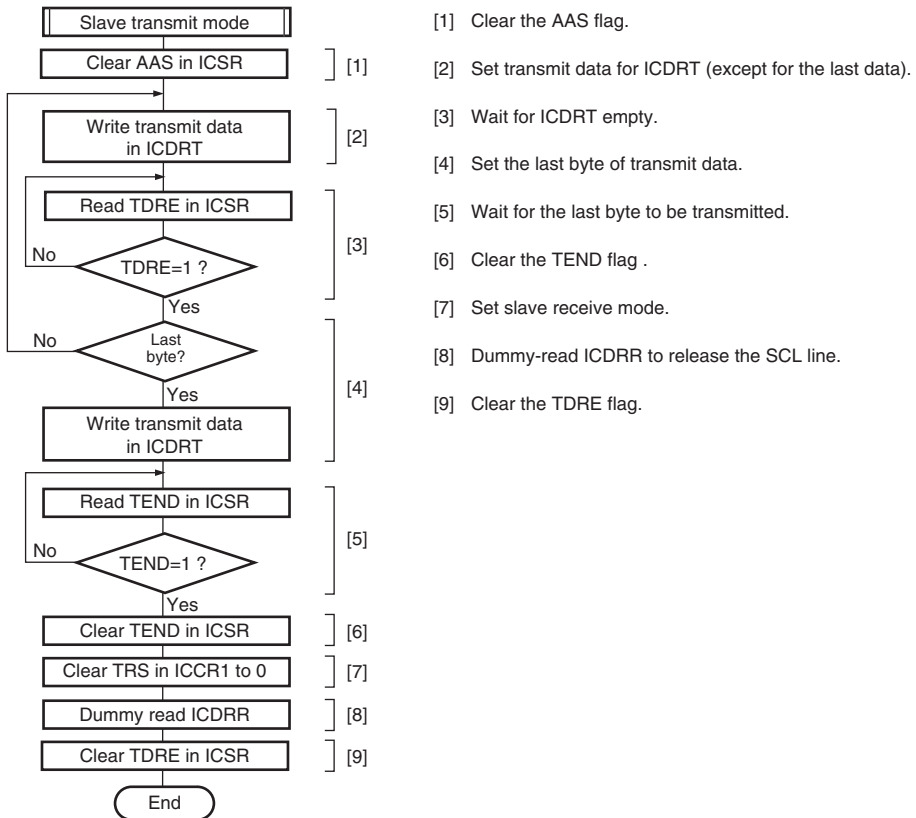 Slave transmit mode
Clear AAS in ICSR
[1]
Write transmit data
in ICDRT
[2]
Read TDRE in ICSR
No
TDRE=1 ?
[3]
Yes
No
Last
byte?
Yes
[4]
Write transmit data
in ICDRT
Read TEND in ICSR
No
TEND=1 ?
[5]
Yes
Clear TEND in ICSR
[6]
Clear TRS in ICCR1 to 0
[7]
Dummy read ICDRR
[8]
Clear TDRE in ICSR
[9]
End
[1] Clear the AAS flag.
[2] Set transmit data for ICDRT (except for the last data).
[3] Wait for ICDRT empty.
[4] Set the last byte of transmit data.
[5] Wait for the last byte to be transmitted.
[6] Clear the TEND flag .
[7] Set slave receive mode.
[8] Dummy-read ICDRR to release the SCL line.
[9] Clear the TDRE flag.